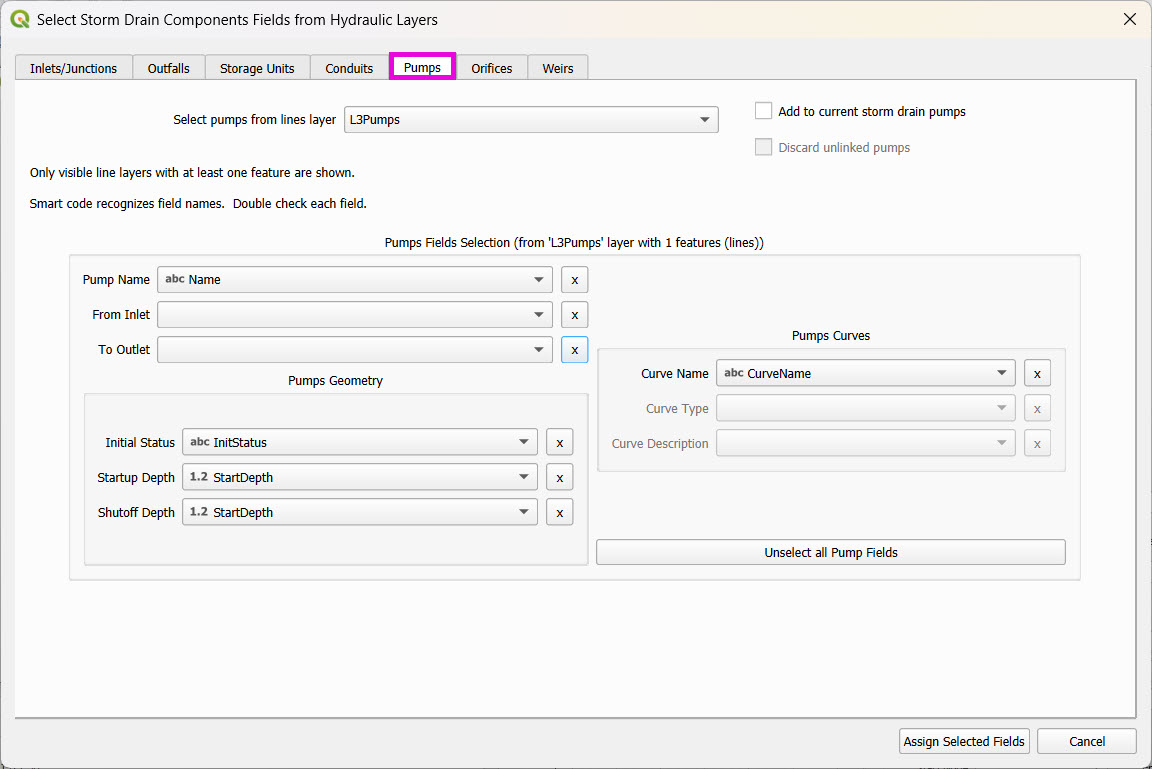 Select Storm Drain Components Fields from Hydraulic Layers
Inlets/Junctions Outfalls Storage Units Conduits Pumps Orifices Weirs
Select pumps from lines layer L3Pumps
Add to current storm drain pumps
Discard unlinked pumps
Only visible line layers with at least one feature are shown.
Smart code recognizes field names.  Double check each field.
Pumps Fields Selection (from 'L3Pumps' layer with 1 features (lines))
Pump Name abc Name x
From Inlet x
To Outlet x
Pumps Geometry
Initial Status abc InitStatus x
Startup Depth 1.2 StartDepth x
Shutoff Depth 1.2 StartDepth x
Pumps Curves
Curve Name abc CurveName x
Curve Type x
Curve Description x
Unselect all Pump Fields
Assign Selected Fields Cancel